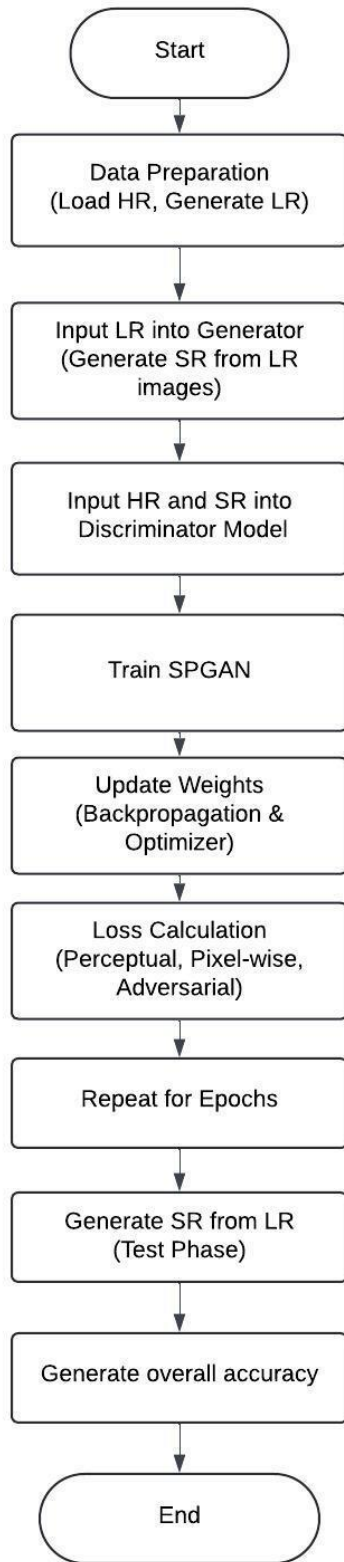 Start
Data Preparation
(Load HR, Generate LR)
Input LR into Generator
(Generate SR from LR
images)
Input HR and SR into
Discriminator Model
Train SPGAN
Update Weights
(Backpropagation &
Optimizer)
Loss Calculation
(Perceptual, Pixel-wise,
Adversarial)
Repeat for Epochs
Generate SR from LR
(Test Phase)
Generate overall accuracy
End